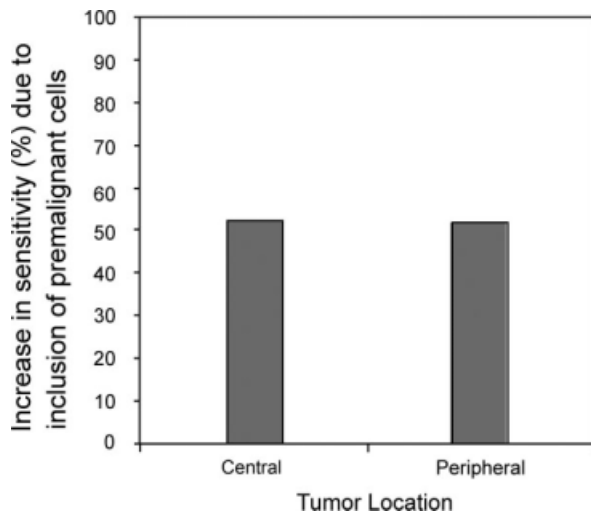 Increase in sensitivity (%) due to
inclusion of premalignant cells
100
90
80
70
60
50
40
30
20
10
0
Central
Peripheral
Tumor Location